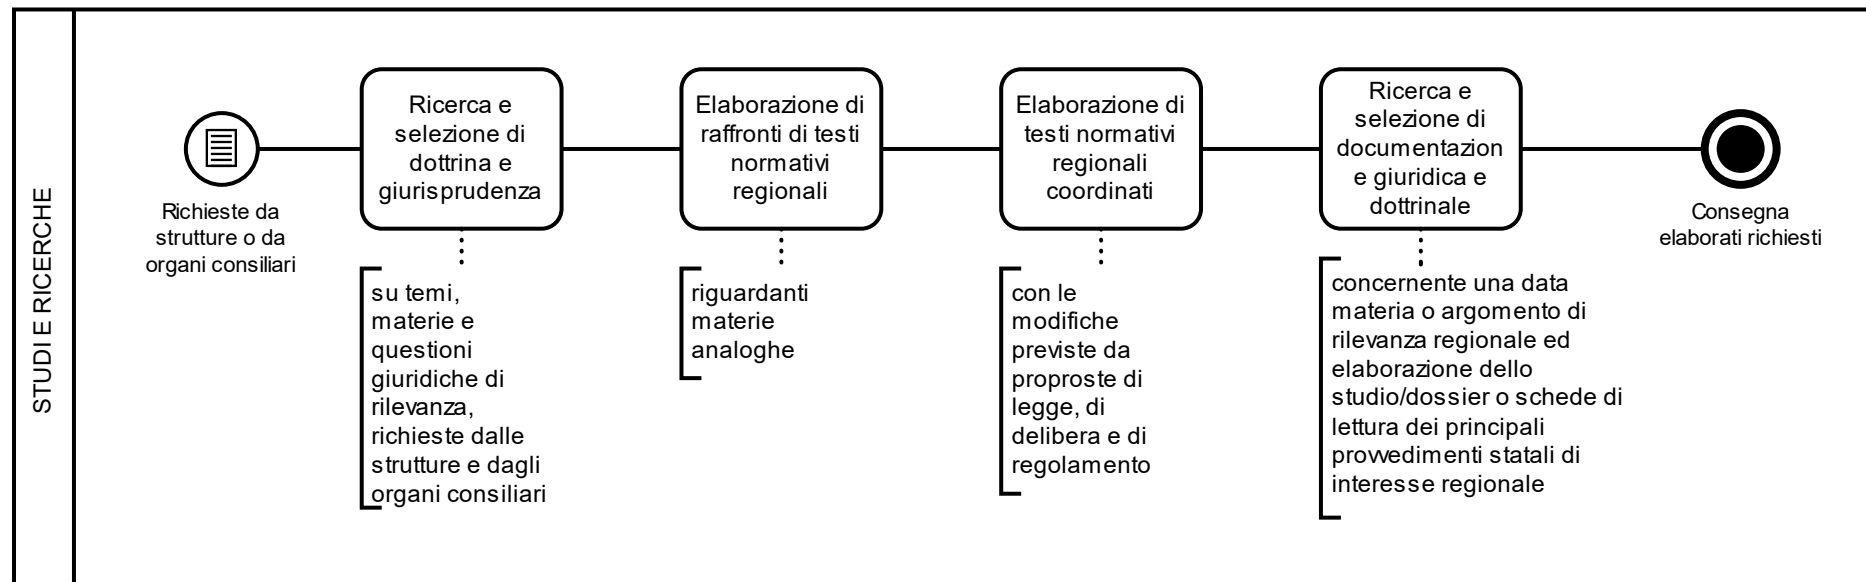 STUDI E RICERCHE
Richieste da
strutture o da
organi consiliari
Ricerca e
selezione di
dottrina e
giurisprudenza
su temi,
materie e
questioni
giuridiche di
rilevanza,
richieste dalle
strutture e dagli
organi consiliari
Elaborazione di
raffronti di testi
normativi
regionali
riguardanti
materie
analoghe
Elaborazione di
testi normativi
regionali
coordinati
con le
modifiche
previste da
proproste di
legge, di
delibera e di
regolamento
Ricerca e
selezione di
documentazion
e giuridica e
dottrinale
concernente una data
materia o argomento di
rilevanza regionale ed
elaborazione dello
studio/dossier o schede di
lettura dei principali
provvedimenti statali di
interesse regionale
Consegna
elaborati richiesti